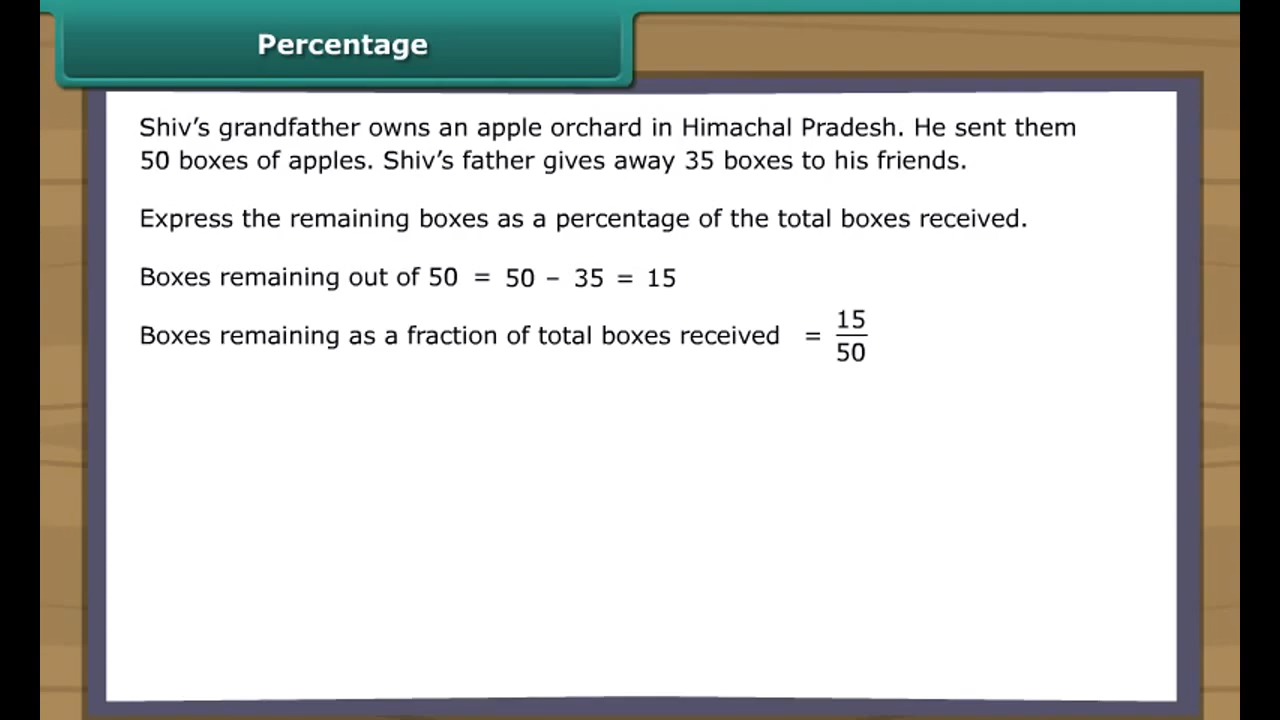 Percentage
Shiv’s grandfather owns an apple orchard in Himachal Pradesh. He sent them
50 boxes of apples. Shiv’s father gives away 35 boxes to his friends.
Express the remaining boxes as a percentage of the total boxes received.
Boxes remaining out of 50 = 50 – 35 = 15
Boxes remaining as a fraction of total boxes received = 15/50